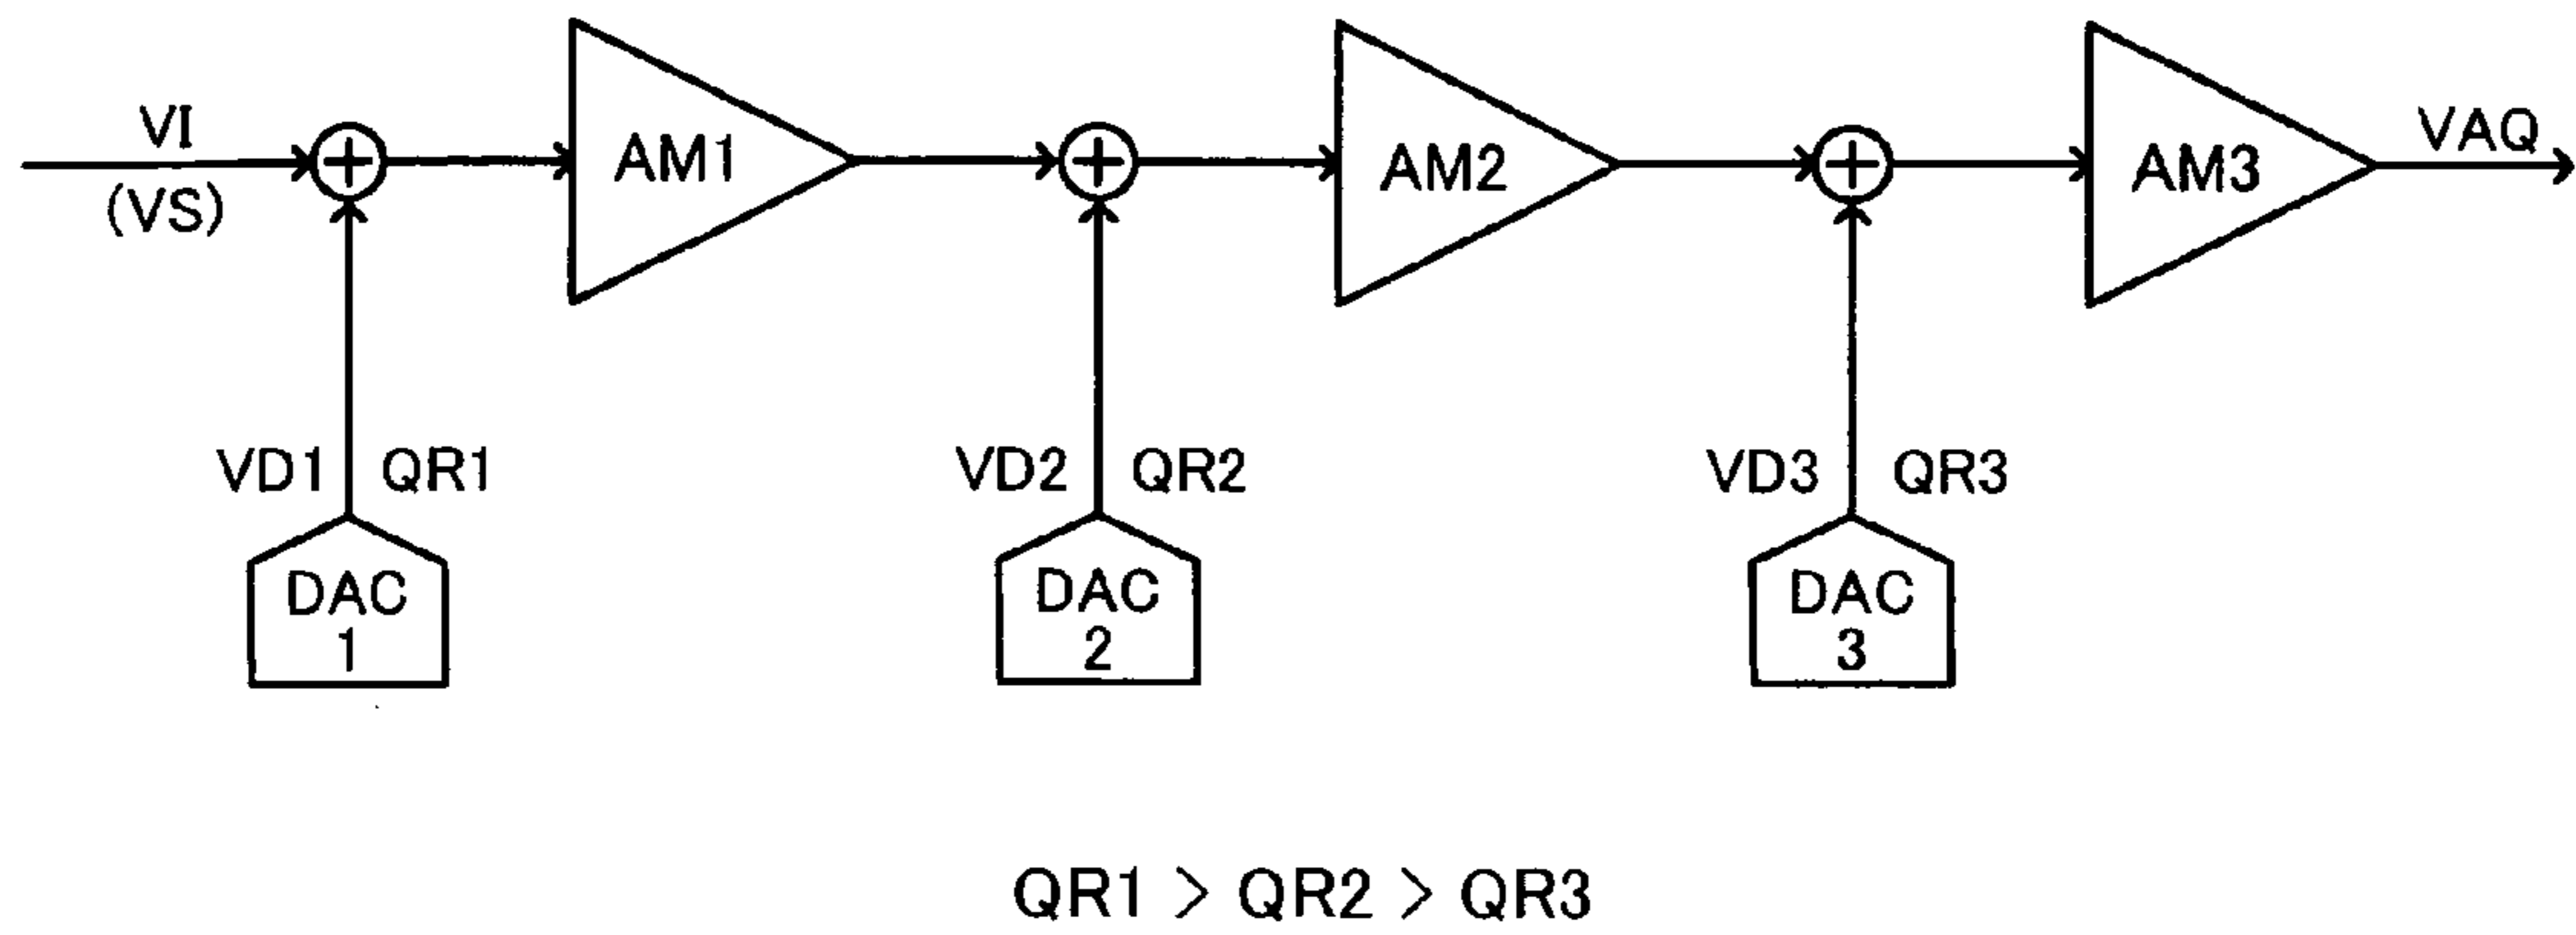 VI
(VS)
AM1
AM2
AM3
VAQ
VD1 QR1
VD2 QR2
VD3 QR3
DAC
1
DAC
2
DAC
3
QR1 > QR2 > QR3